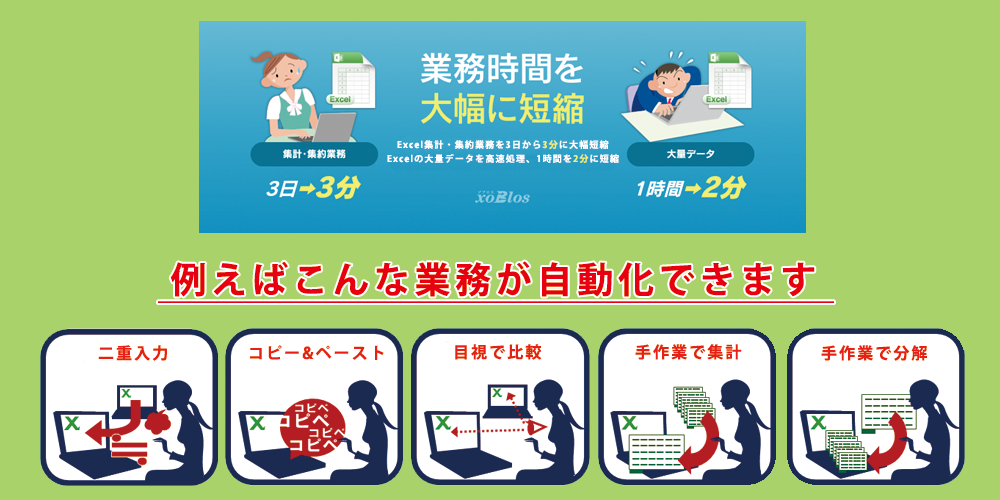 業務時間を
大幅に短縮
Excel
Excel
Excel集計・集約業務を3日から3分に大幅短縮
Excelの大量データを高速処理、1時間を2分に短縮
集計・集約業務
大量データ
3日➡3分
1時間➡2分
xoBlos
例えばこんな業務が自動化できます
二重入力
コピー&ペースト
目視で比較
手作業で集計
手作業で分解
X
X
コピペ
コピペ
コピペ
コピペ
X
X
X
X
X